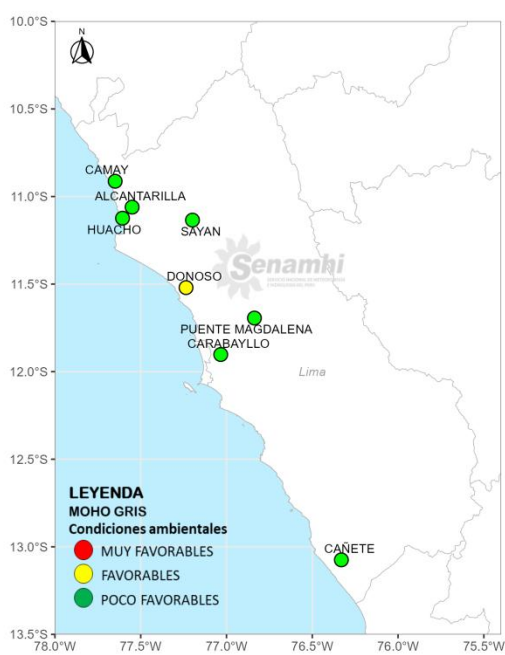 10.0°S
N
10.5°S
CAMAY
11.0°S
ALCANTARILLA
HUACHO
SAYAN
Senamhi
11.5°S
DONOSO
PUENTE MAGDALENA
CARABAYLLO
12.0°S
Lima
12.5°S
LEYENDA
MOHO GRIS
Condiciones ambientales
MUY FAVORABLES
FAVORABLES
POCO FAVORABLES
13.0°S
CAÑETE
13.5°S
78.0°W 77.5°W 77.0°W 76.5°W 76.0°W 75.5°W